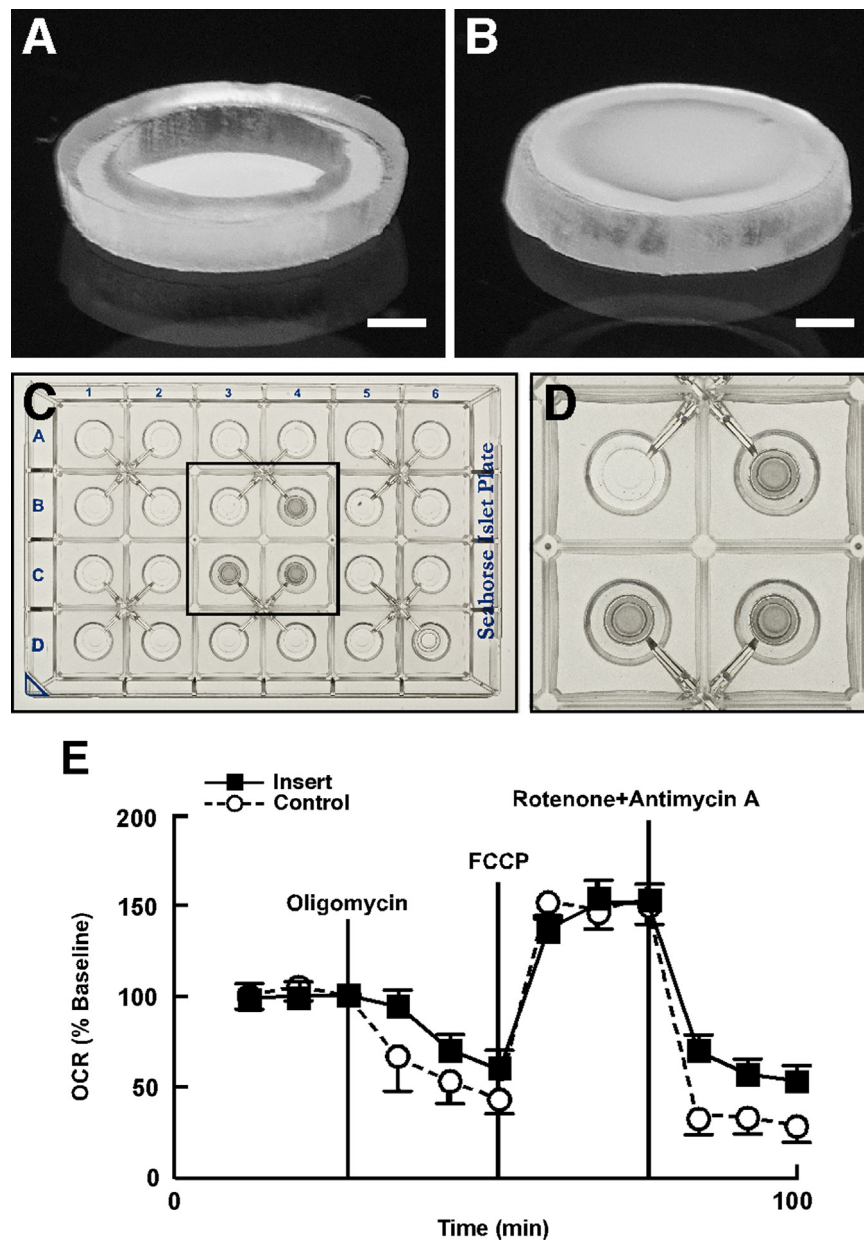 A
B
C
1 2 3 4 5 6
A
B
C
D
Seahorse Islet Plate
D
E
Insert
Control
Rotenone+Antimycin A
FCCP
Oligomycin
200
150
100
50
0
OCR (% Baseline)
0
100
Time (min)